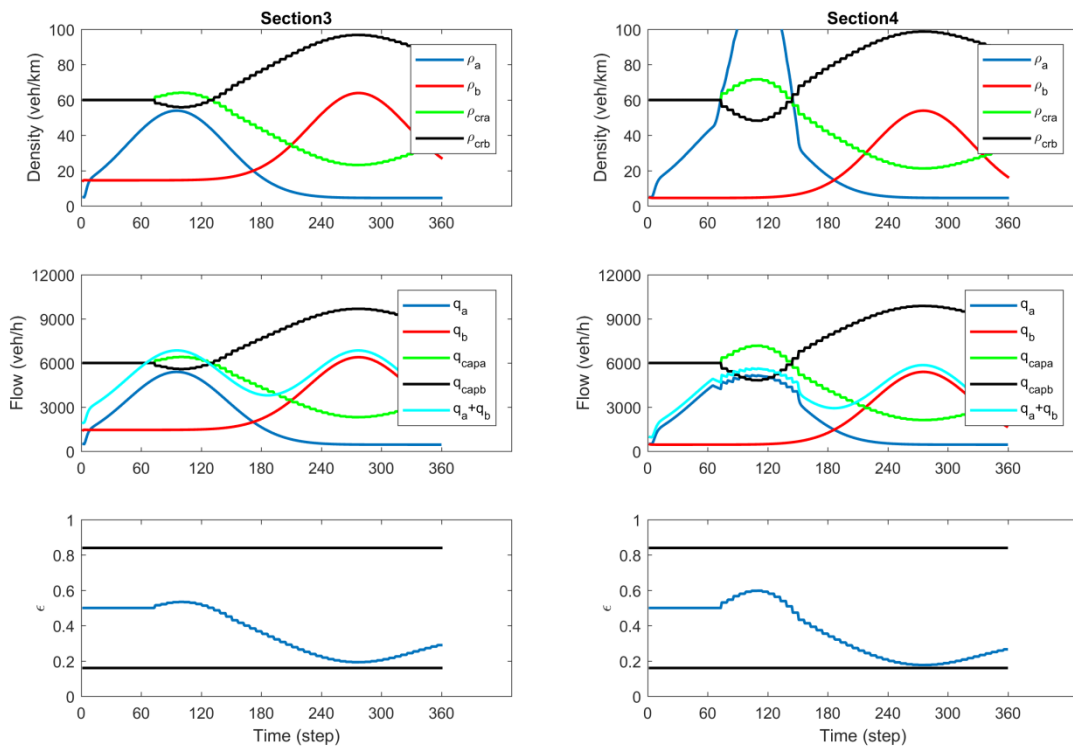 Section3
Density (veh/km)
100
80
60
40
20
0
0 60 120 180 240 300 360
ρa
ρb
ρcra
ρcrb
Section4
Density (veh/km)
100
80
60
40
20
0
0 60 120 180 240 300 360
ρa
ρb
ρcra
ρcrb
Flow (veh/h)
12000
9000
6000
3000
0
0 60 120 180 240 300 360
qa
qb
qcapa
qcapb
qa+qb
Flow (veh/h)
12000
9000
6000
3000
0
0 60 120 180 240 300 360
qa
qb
qcapa
qcapb
qa+qb
ϵ
1
0.8
0.6
0.4
0.2
0
0 60 120 180 240 300 360
Time (step)
ϵ
1
0.8
0.6
0.4
0.2
0
0 60 120 180 240 300 360
Time (step)